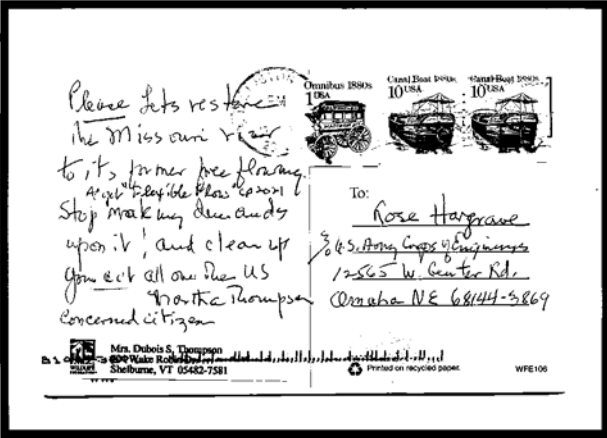 Please Lets restore
the Missouri river
to its former free flowing.
"Flexible Flows"
Stop making demands
upon it! and clean up
your act all over the US
Martha Thompson
Concerned citizen
Omnibus 1880s
1 USA
Canal Boat 1880s
10 USA
Canal Boat 1880s
10 USA
To:
Rose Hargrave
U.S. Army Corps of Engineers
12565 W. Center Rd.
Omaha NE 68144-3869
Mrs. Dubois S. Thompson
Shelburne, VT 05482-7581
Printed on recycled paper.
WFE106